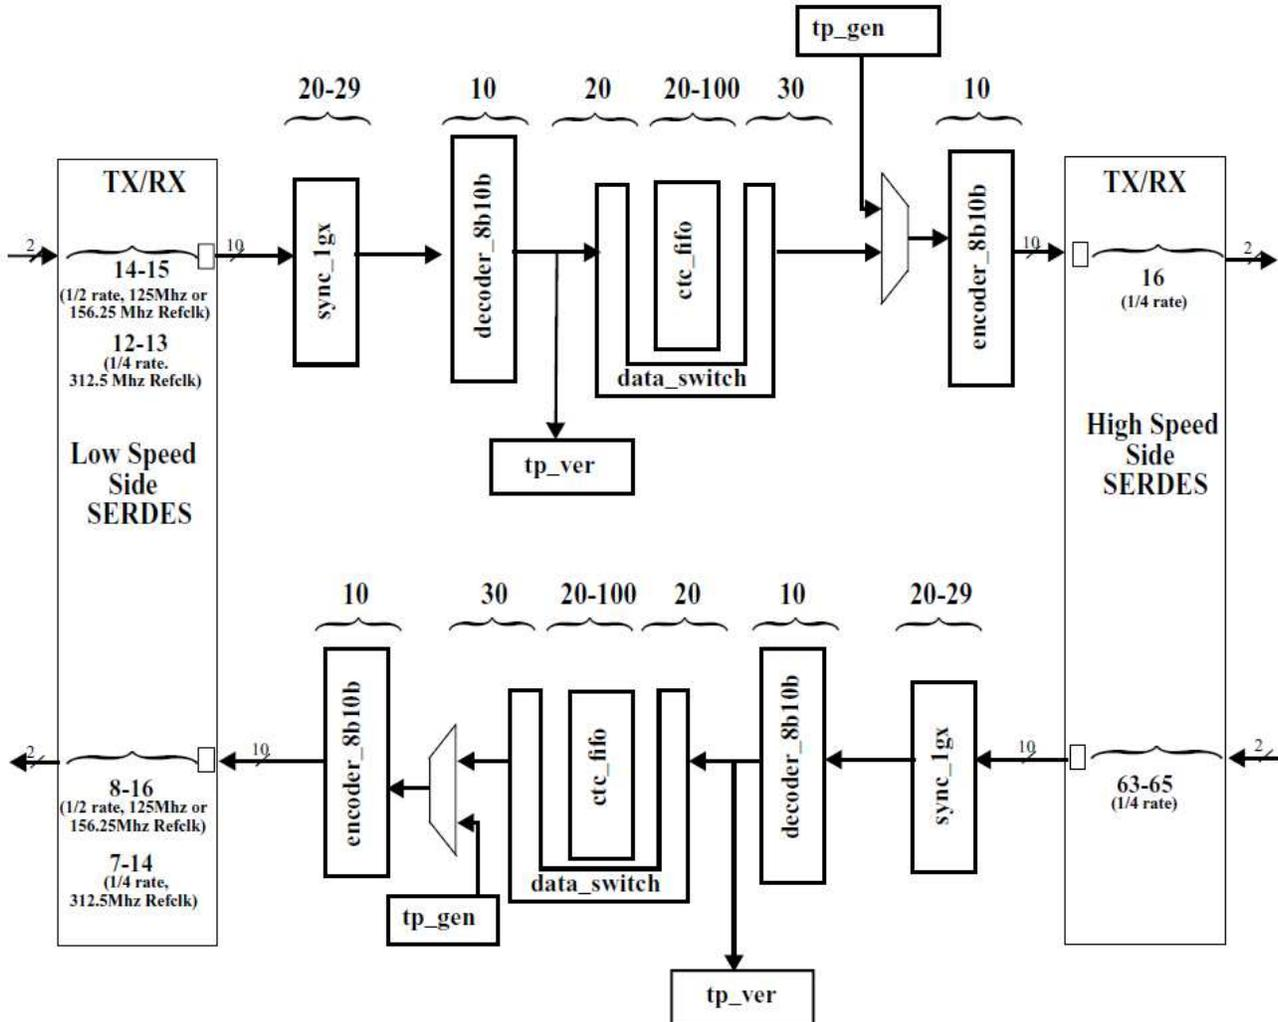 tp_gen
20-29
10
20
20-100
30
10
TX/RX
TX/RX
2
10
10
2
sync_1gx
decoder_8b10b
ctc_fifo
encoder_8b10b
14-15
(1/2 rate, 125Mhz or
156.25 Mhz Refclk)
16
(1/4 rate)
12-13
(1/4 rate.
312.5 Mhz Refclk)
data_switch
Low Speed
Side
SERDES
High Speed
Side
SERDES
tp_ver
10
30
20-100
20
10
20-29
2
10
10
2
encoder_8b10b
ctc_fifo
decoder_8b10b
sync_1gx
8-16
(1/2 rate, 125Mhz or
156.25Mhz Refclk)
63-65
(1/4 rate)
7-14
(1/4 rate,
312.5Mhz Refclk)
data_switch
tp_gen
tp_ver